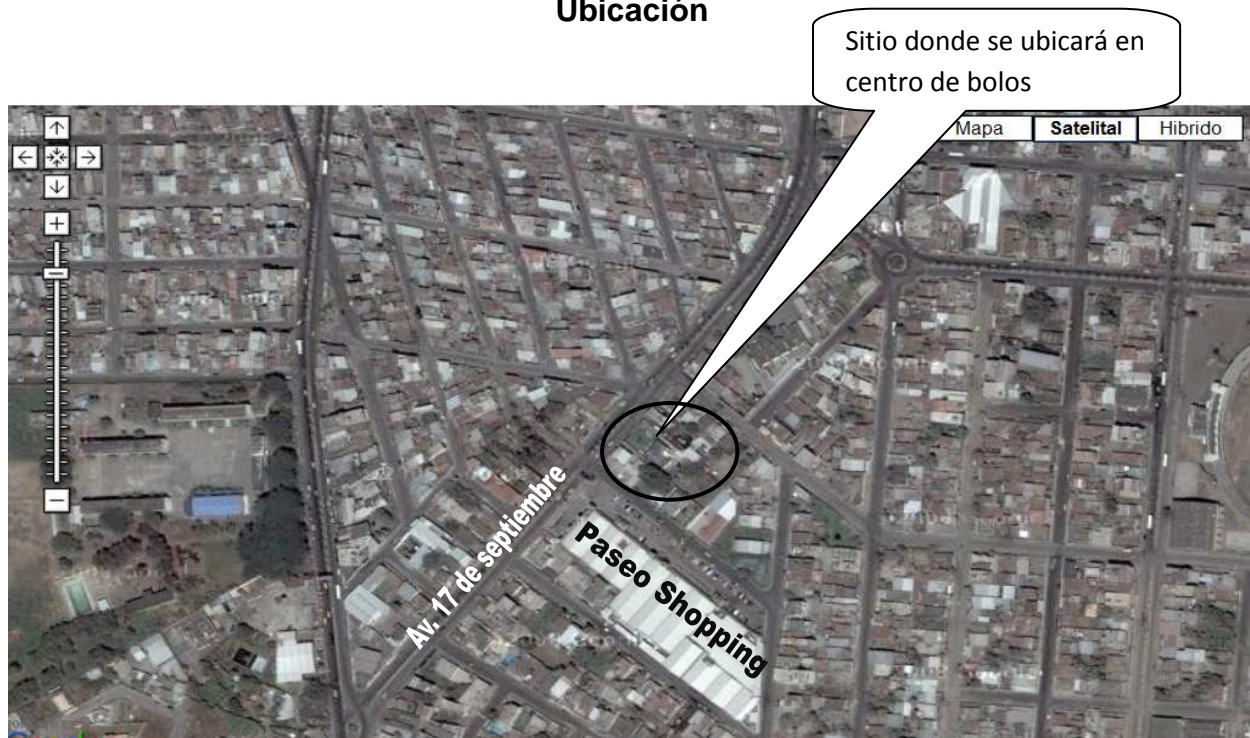 Ubicación
Sitio donde se ubicará en
centro de bolos
Mapa
Satelital
Hibrido
Av. 17 de septiembre
Paseo Shopping